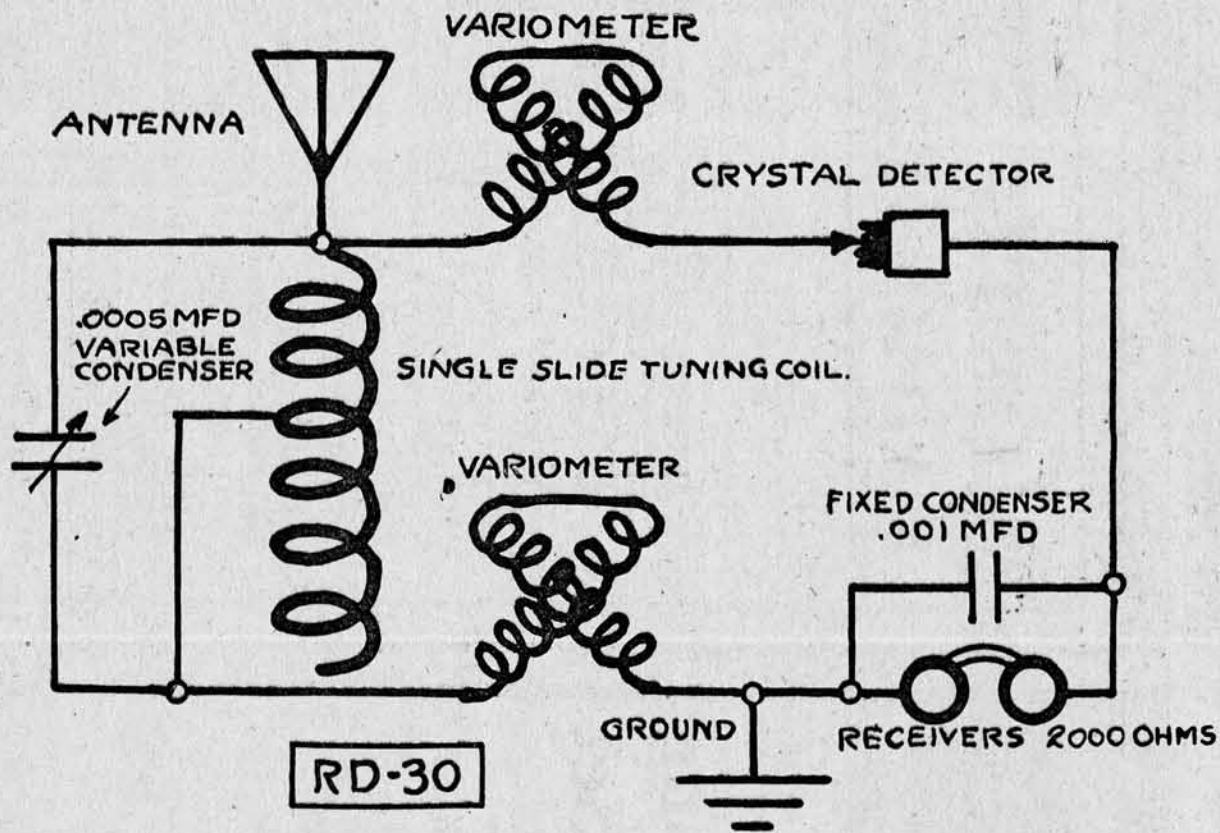 VARIOMETER
ANTENNA
CRYSTAL DETECTOR
.0005 MFD
VARIABLE
CONDENSER
SINGLE SLIDE TUNING COIL.
VARIOMETER
FIXED CONDENSER
.001 MFD
GROUND
RECEIVERS 2000 OHMS
RD-30